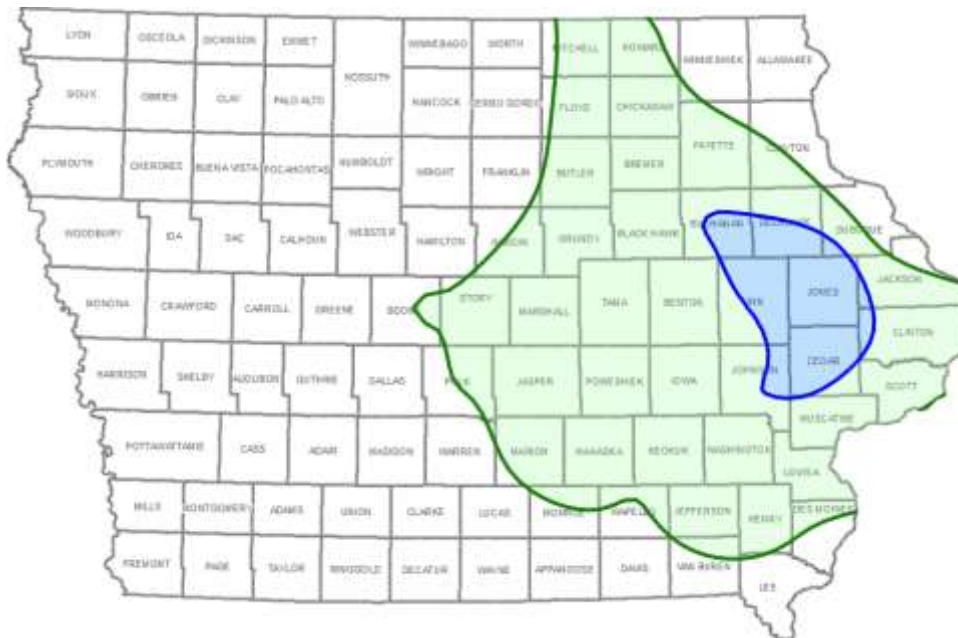 LYON OSCEOLA DICKINSON EMMET WINNEBAGO WORTH MITCHELL HOWARD WINNESHIEK ALLAMAKEE
KOSSUTH
SIOUX OBRIEN CLAY PALO ALTO HANCOCK CERRO GORDO FLOYD CHICKASAW
PLYMOUTH CHEROKEE BUENA VISTA POCAHONTAS HUMBOLDT WRIGHT FRANKLIN BUTLER BREMER FAYETTE CLAYTON
WOODBURY IDA SAC CALHOUN WEBSTER HAMILTON HARDIN GRUNDY BLACK HAWK BUCHANAN DUBUQUE
MONONA CRAWFORD CARROLL GREENE BOONE STORY MARSHALL TAMA BENTON LINN JONES JACKSON
CLINTON
HARRISON SHELBY AUDUBON GUTHRIE DALLAS POLK JASPER POWESHIEK IOWA JOHNSON CEDAR
SCOTT
MUSCATINE
POTTAWATTAMIE CASS ADAIR MADISON WARREN MARION MAHASKA KEOKUK WASHINGTON
LOUISA
MILLS MONTGOMERY ADAMS UNION CLARKE LUCAS MONROE WAPELLO JEFFERSON HENRY DES MOINES
FREMONT PAGE TAYLOR RINGGOLD DECATUR WAYNE APPANOOSE DAVIS VAN BUREN
LEE